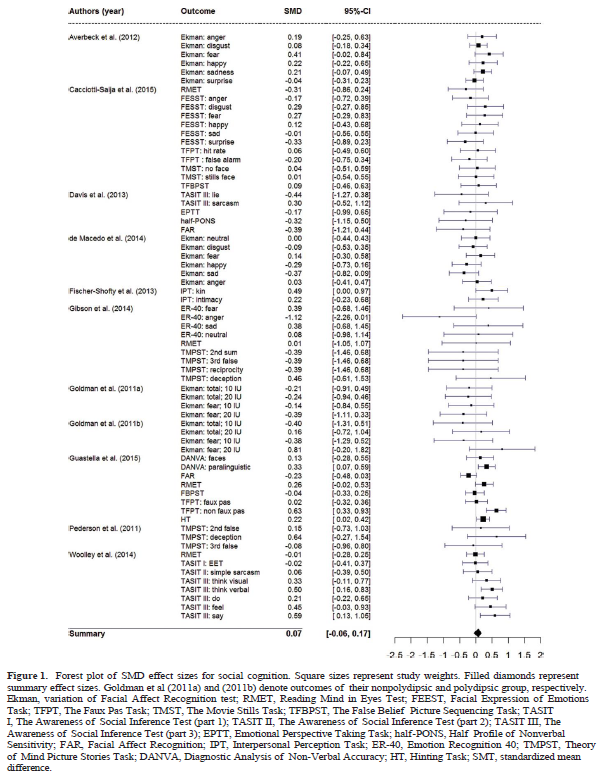 Authors (year) Outcome SMD 95%-CI
Averbeck et al. (2012) Ekman: anger 0.19 [-0.25, 0.63]
Ekman: disgust 0.08 [-0.18, 0.34]
Ekman: fear 0.41 [-0.02, 0.84]
Ekman: happy 0.22 [-0.22, 0.65]
Ekman: sadness 0.21 [-0.07, 0.49]
Ekman: surprise -0.04 [-0.31, 0.23]
Cacciotti-Saija et al. (2015) RMET -0.31 [-0.86, 0.24]
FESST: anger -0.17 [-0.72, 0.39]
FESST: disgust 0.29 [-0.27, 0.85]
FESST: fear 0.27 [-0.29, 0.83]
FESST: happy 0.12 [-0.43, 0.68]
FESST: sad -0.01 [-0.56, 0.55]
FESST: surprise -0.33 [-0.89, 0.23]
TFPT: hit rate 0.06 [-0.49, 0.60]
TFPT : false alarm -0.20 [-0.75, 0.34]
TMST: no face 0.04 [-0.51, 0.59]
TMST: stills face 0.01 [-0.54, 0.55]
TFBPST 0.09 [-0.46, 0.63]
Davis et al. (2013) TASIT III: lie -0.44 [-1.27, 0.38]
TASIT III: sarcasm 0.30 [-0.52, 1.12]
EPTT -0.17 [-0.99, 0.65]
half-PONS -0.32 [-1.15, 0.50]
FAR -0.39 [-1.21, 0.44]
de Macedo et al. (2014) Ekman: neutral 0.00 [-0.44, 0.43]
Ekman: disgust -0.09 [-0.53, 0.35]
Ekman: fear 0.14 [-0.30, 0.58]
Ekman: happy -0.29 [-0.73, 0.16]
Ekman: sad -0.37 [-0.82, 0.09]
Ekman: anger 0.03 [-0.41, 0.47]
Fischer-Shofty et al. (2013) IPT: kin 0.49 [ 0.00, 0.97]
IPT: intimacy 0.22 [-0.23, 0.68]
Gibson et al. (2014) ER-40: fear 0.39 [-0.68, 1.46]
ER-40: anger -1.12 [-2.26, 0.01]
ER-40: sad 0.38 [-0.68, 1.45]
ER-40: neutral 0.08 [-0.98, 1.14]
RMET 0.01 [-1.05, 1.07]
TMPST: 2nd sum -0.39 [-1.46, 0.68]
TMPST: 3rd false -0.39 [-1.46, 0.68]
TMPST: reciprocity -0.39 [-1.46, 0.68]
TMPST: deception 0.46 [-0.61, 1.53]
Goldman et al. (2011a) Ekman: total; 10 IU -0.21 [-0.91, 0.49]
Ekman: total; 20 IU -0.24 [-0.94, 0.46]
Ekman: fear; 10 IU -0.14 [-0.84, 0.55]
Ekman: fear; 20 IU -0.39 [-1.11, 0.33]
Goldman et al. (2011b) Ekman: total; 10 IU -0.40 [-1.31, 0.51]
Ekman: total; 20 IU 0.16 [-0.72, 1.04]
Ekman: fear; 10 IU -0.38 [-1.29, 0.52]
Ekman: fear; 20 IU 0.81 [-0.20, 1.82]
Guastella et al. (2015) DANVA: faces 0.13 [-0.28, 0.55]
DANVA: paralinguistic 0.33 [ 0.07, 0.59]
FAR -0.23 [-0.48, 0.03]
RMET 0.26 [-0.02, 0.53]
FBPST -0.04 [-0.33, 0.25]
TFPT: faux pas 0.02 [-0.32, 0.36]
TFPT: non faux pas 0.63 [ 0.33, 0.93]
HT 0.22 [ 0.02, 0.42]
Pederson et al. (2011) TMPST: 2nd false 0.15 [-0.73, 1.03]
TMPST: deception 0.64 [-0.27, 1.54]
TMPST: 3rd false -0.08 [-0.96, 0.80]
Woolley et al. (2014) RMET -0.01 [-0.28, 0.25]
TASIT I: EET -0.02 [-0.41, 0.37]
TASIT II: simple sarcasm 0.06 [-0.39, 0.50]
TASIT III: think visual 0.33 [-0.11, 0.77]
TASIT III: think verbal 0.50 [ 0.16, 0.83]
TASIT III: do 0.21 [-0.22, 0.65]
TASIT III: feel 0.45 [-0.03, 0.93]
TASIT III: say 0.59 [ 0.13, 1.05]
Summary 0.07 [-0.06, 0.17]
-2.5 -2 -1.5 -1 -0.5 0 0.5 1 1.5 2
Figure 1. Forest plot of SMD effect sizes for social cognition. Square sizes represent study weights. Filled diamonds represent
summary effect sizes. Goldman et al (2011a) and (2011b) denote outcomes of their nonpolydipsic and polydipsic group, respectively.
Ekman, variation of Facial Affect Recognition test; RMET, Reading Mind in Eyes Test; FEEST, Facial Expression of Emotions
Task; TFPT, The Faux Pas Task; TMST, The Movie Stills Task; TFBPST, The False Belief Picture Sequencing Task; TASIT
I, The Awareness of Social Inference Test (part 1); TASIT II, The Awareness of Social Inference Test (part 2); TASIT III, The
Awareness of Social Inference Test (part 3); EPTT, Emotional Perspective Taking Task; half-PONS, Half Profile of Nonverbal
Sensitivity; FAR, Facial Affect Recognition; IPT, Interpersonal Perception Task; ER-40, Emotion Recognition 40; TMPST, Theory
of Mind Picture Stories Task; DANVA, Diagnostic Analysis of Non-Verbal Accuracy; HT, Hinting Task; SMT, standardized mean
difference.